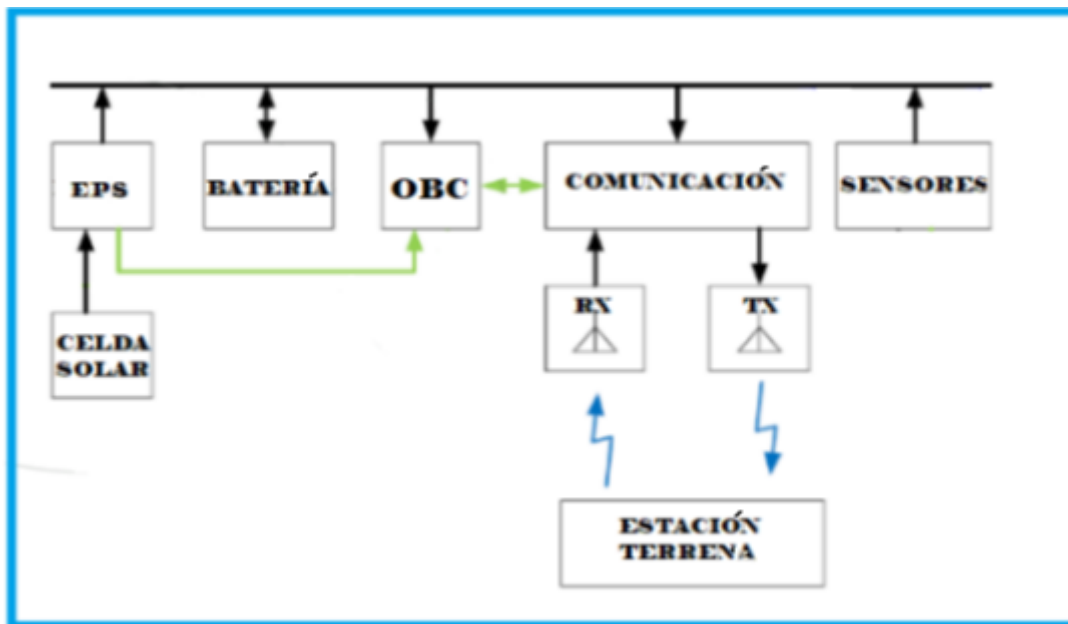 EPS
BATERÍA
OBC
COMUNICACIÓN
SENSORES
CELDA
SOLAR
RX
TX
ESTACIÓN
TERRENA